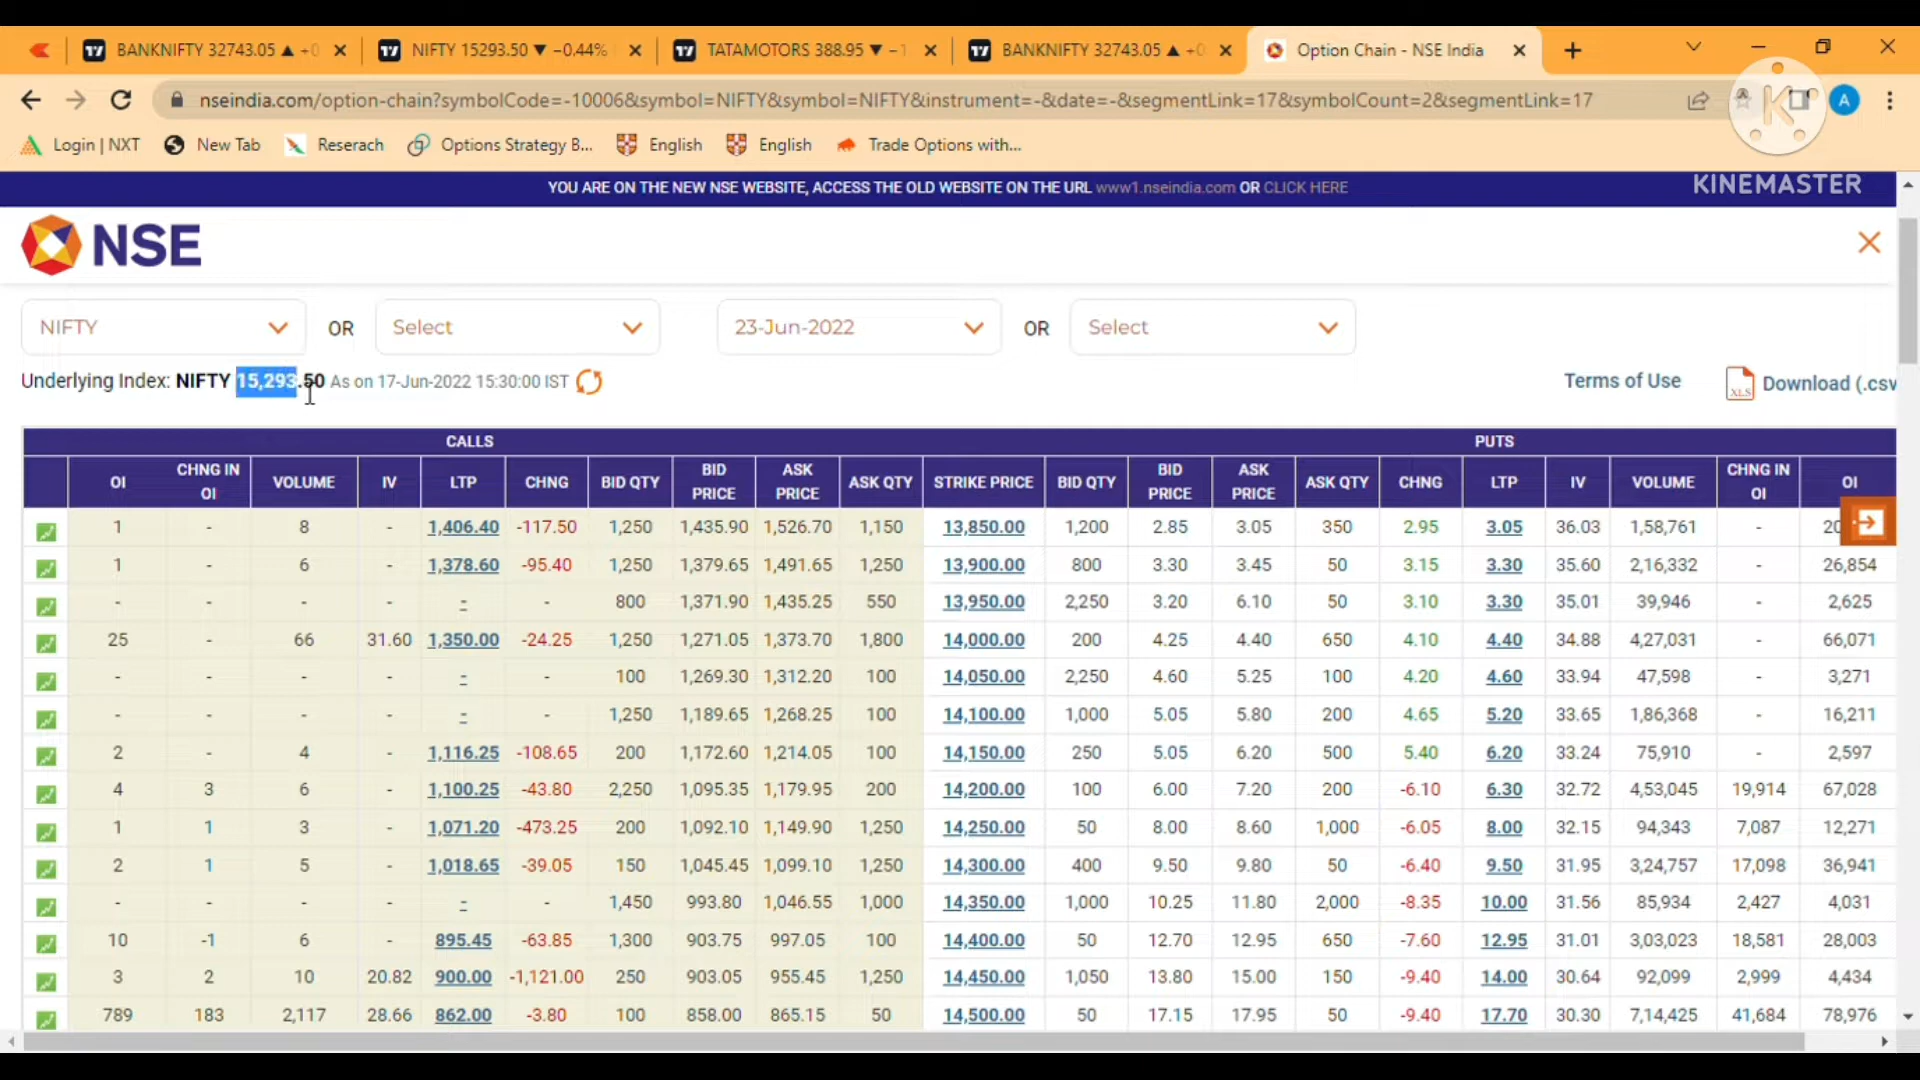 BANKNIFTY 32743.05 ▲ +0 NIFTY 15293.50 ▼ −0.44% TATAMOTORS 388.95 ▼ −1 BANKNIFTY 32743.05 ▲ +0 Option Chain - NSE India
nseindia.com/option-chain?symbolCode=-10006&symbol=NIFTY&symbol=NIFTY&instrument=-&date=-&segmentLink=17&symbolCount=2&segmentLink=17 K A
Login | NXT New Tab Reserach Options Strategy B... English English Trade Options with...
YOU ARE ON THE NEW NSE WEBSITE, ACCESS THE OLD WEBSITE ON THE URL www1.nseindia.com OR CLICK HERE
KINEMASTER
NSE
NIFTY OR Select 23-Jun-2022 OR Select
Underlying Index: NIFTY 15,293.50 As on 17-Jun-2022 15:30:00 IST Terms of Use XLS Download (.csv
CALLS PUTS
OI CHNG IN OI VOLUME IV LTP CHNG BID QTY BID PRICE ASK PRICE ASK QTY STRIKE PRICE BID QTY BID PRICE ASK PRICE ASK QTY CHNG LTP IV VOLUME CHNG IN OI OI
1 - 8 - 1,406.40 -117.50 1,250 1,435.90 1,526.70 1,150 13,850.00 1,200 2.85 3.05 350 2.95 3.05 36.03 1,58,761 -
1 - 6 - 1,378.60 -95.40 1,250 1,379.65 1,491.65 1,250 13,900.00 800 3.30 3.45 50 3.15 3.30 35.60 2,16,332 - 26,854
- - - - - - 800 1,371.90 1,435.25 550 13,950.00 2,250 3.20 6.10 50 3.10 3.30 35.01 39,946 - 2,625
25 - 66 31.60 1,350.00 -24.25 1,250 1,271.05 1,373.70 1,800 14,000.00 200 4.25 4.40 650 4.10 4.40 34.88 4,27,031 - 66,071
- - - - - - 100 1,269.30 1,312.20 100 14,050.00 2,250 4.60 5.25 100 4.20 4.60 33.94 47,598 - 3,271
- - - - - - 1,250 1,189.65 1,268.25 100 14,100.00 1,000 5.05 5.80 200 4.65 5.20 33.65 1,86,368 - 16,211
2 - 4 - 1,116.25 -108.65 200 1,172.60 1,214.05 100 14,150.00 250 5.05 6.20 500 5.40 6.20 33.24 75,910 - 2,597
4 3 6 - 1,100.25 -43.80 2,250 1,095.35 1,179.95 200 14,200.00 100 6.00 7.20 200 -6.10 6.30 32.72 4,53,045 19,914 67,028
1 1 3 - 1,071.20 -473.25 200 1,092.10 1,149.90 1,250 14,250.00 50 8.00 8.60 1,000 -6.05 8.00 32.15 94,343 7,087 12,271
2 1 5 - 1,018.65 -39.05 150 1,045.45 1,099.10 1,250 14,300.00 400 9.50 9.80 50 -6.40 9.50 31.95 3,24,757 17,098 36,941
- - - - - - 1,450 993.80 1,046.55 1,000 14,350.00 1,000 10.25 11.80 2,000 -8.35 10.00 31.56 85,934 2,427 4,031
10 -1 6 - 895.45 -63.85 1,300 903.75 997.05 100 14,400.00 50 12.70 12.95 650 -7.60 12.95 31.01 3,03,023 18,581 28,003
3 2 10 20.82 900.00 -1,121.00 250 903.05 955.45 1,250 14,450.00 1,050 13.80 15.00 150 -9.40 14.00 30.64 92,099 2,999 4,434
789 183 2,117 28.66 862.00 -3.80 100 858.00 865.15 50 14,500.00 50 17.15 17.95 50 -9.40 17.70 30.30 7,14,425 41,684 78,976